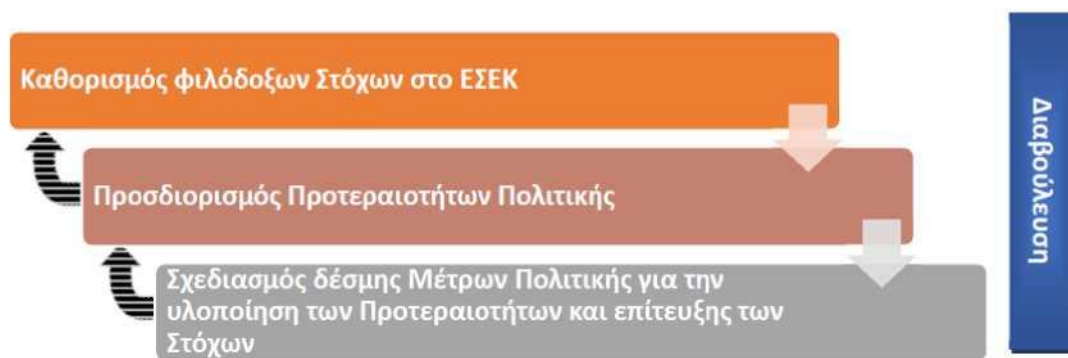 Καθορισμός φιλόδοξων Στόχων στο ΕΣΕΚ
Προσδιορισμός Προτεραιοτήτων Πολιτικής
Σχεδιασμός δέσμης Μέτρων Πολιτικής για την
υλοποίηση των Προτεραιοτήτων και επίτευξης των
Στόχων
Διαβούλευση